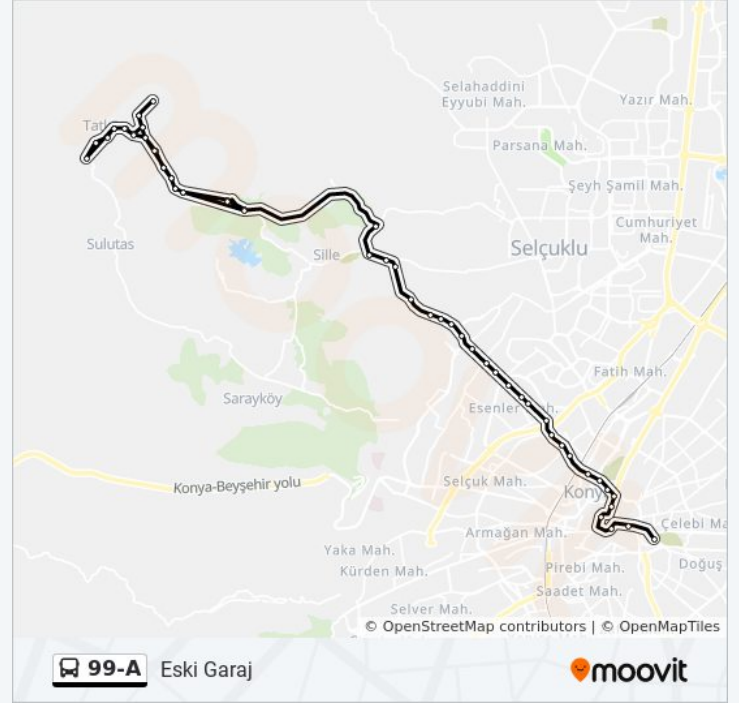 Selahaddini
Eyyubi Mah.
Yazır Mah.
Tatl
Parsana Mah.
Şeyh Şamil Mah.
Cumhuriyet
Mah.
Sulutas
Sille
Selçuklu
Fatih Mah.
Sarayköy
Esenler
Konya-Beyşehir yolu
Selçuk Mah.
Konya
Armağan Mah.
Çelebi Ma
Yaka Mah.
Kürden Mah.
Pirebi Mah.
Doğuş
Saadet Mah.
Selver Mah.
© OpenStreetMap contributors | © OpenMapTiles
99-A Eski Garaj
moovit